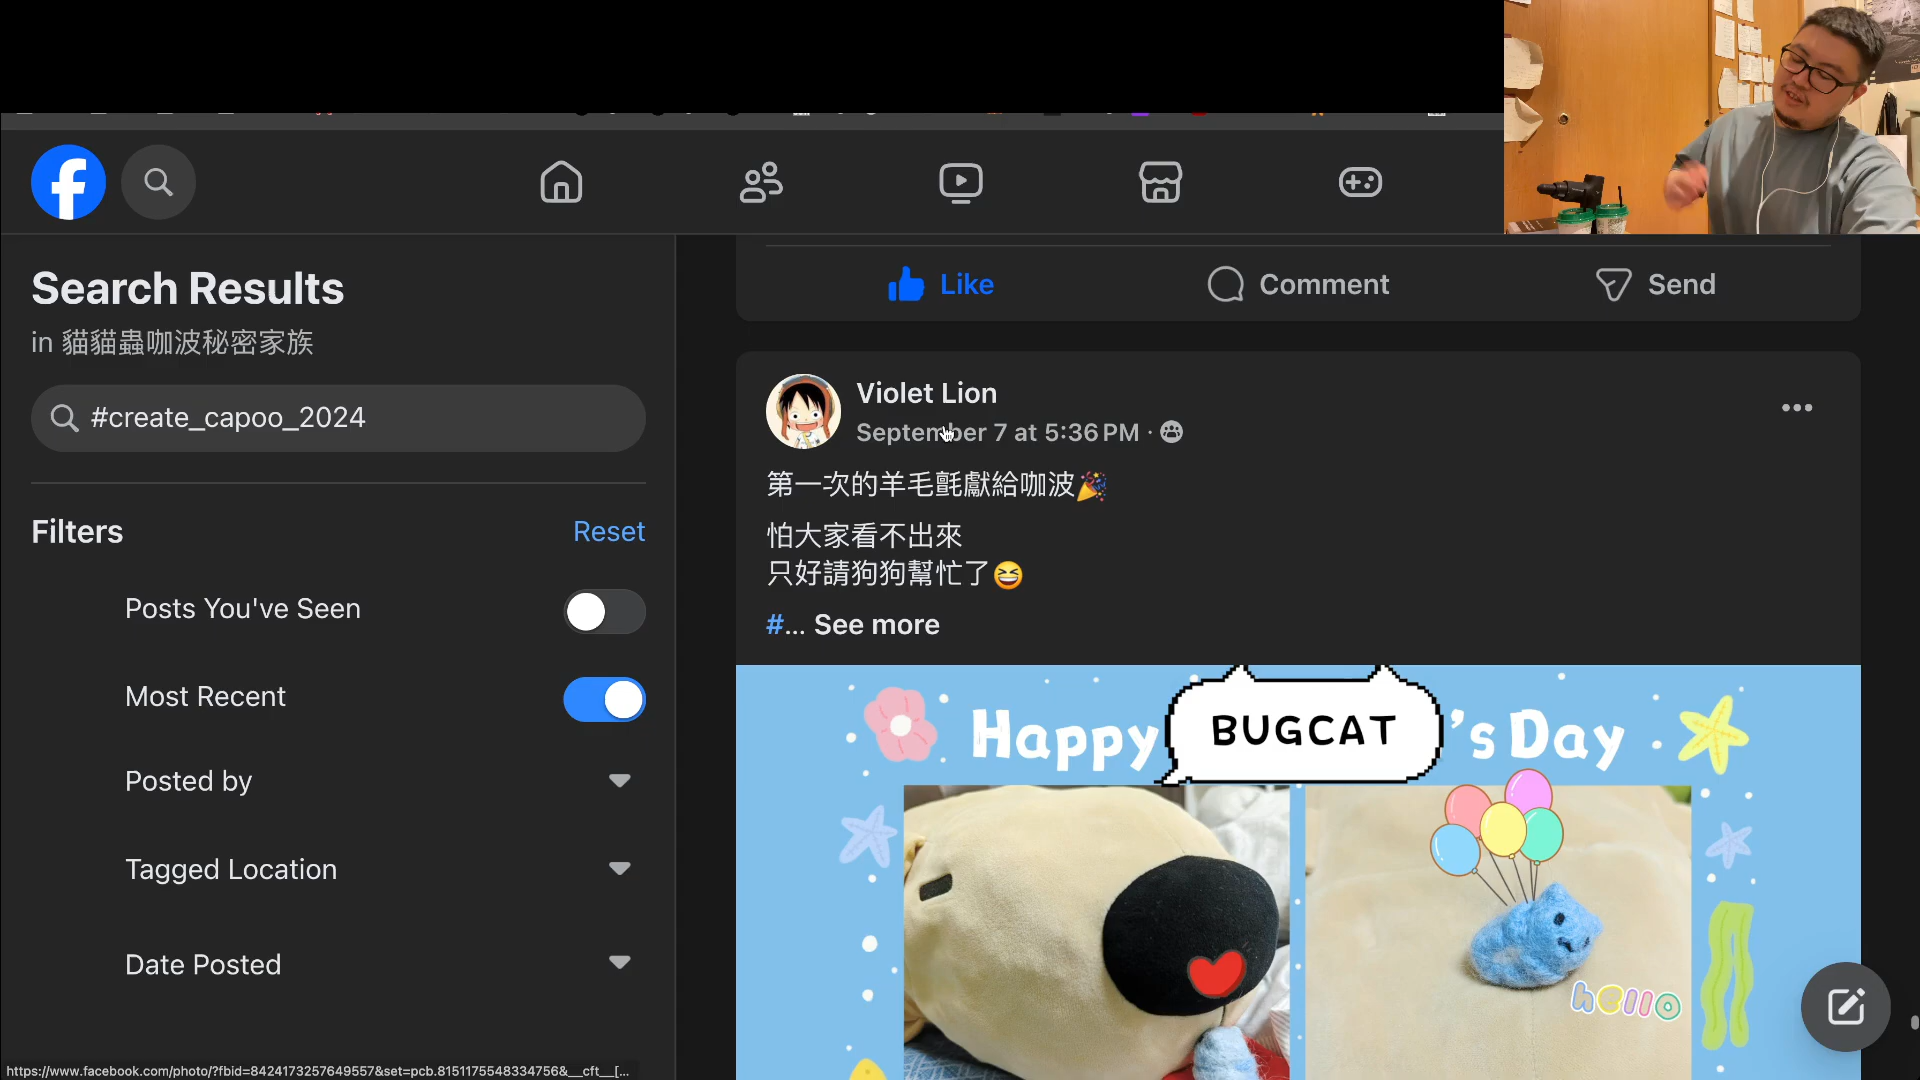 Search Results
in 貓貓蟲咖波秘密家族
#create_capoo_2024
Filters
Reset
Posts You've Seen
Most Recent
Posted by
Tagged Location
Date Posted
Like
Comment
Send
Violet Lion
September 7 at 5:36 PM ·
第一次的羊毛氈獻給咖波🎉
怕大家看不出來
只好請狗狗幫忙了😆
#... See more
Happy BUGCAT's Day
hello
https://www.facebook.com/photo/?fbid=8424173257649557&set=pcb.8151175548334756&__cft__[...